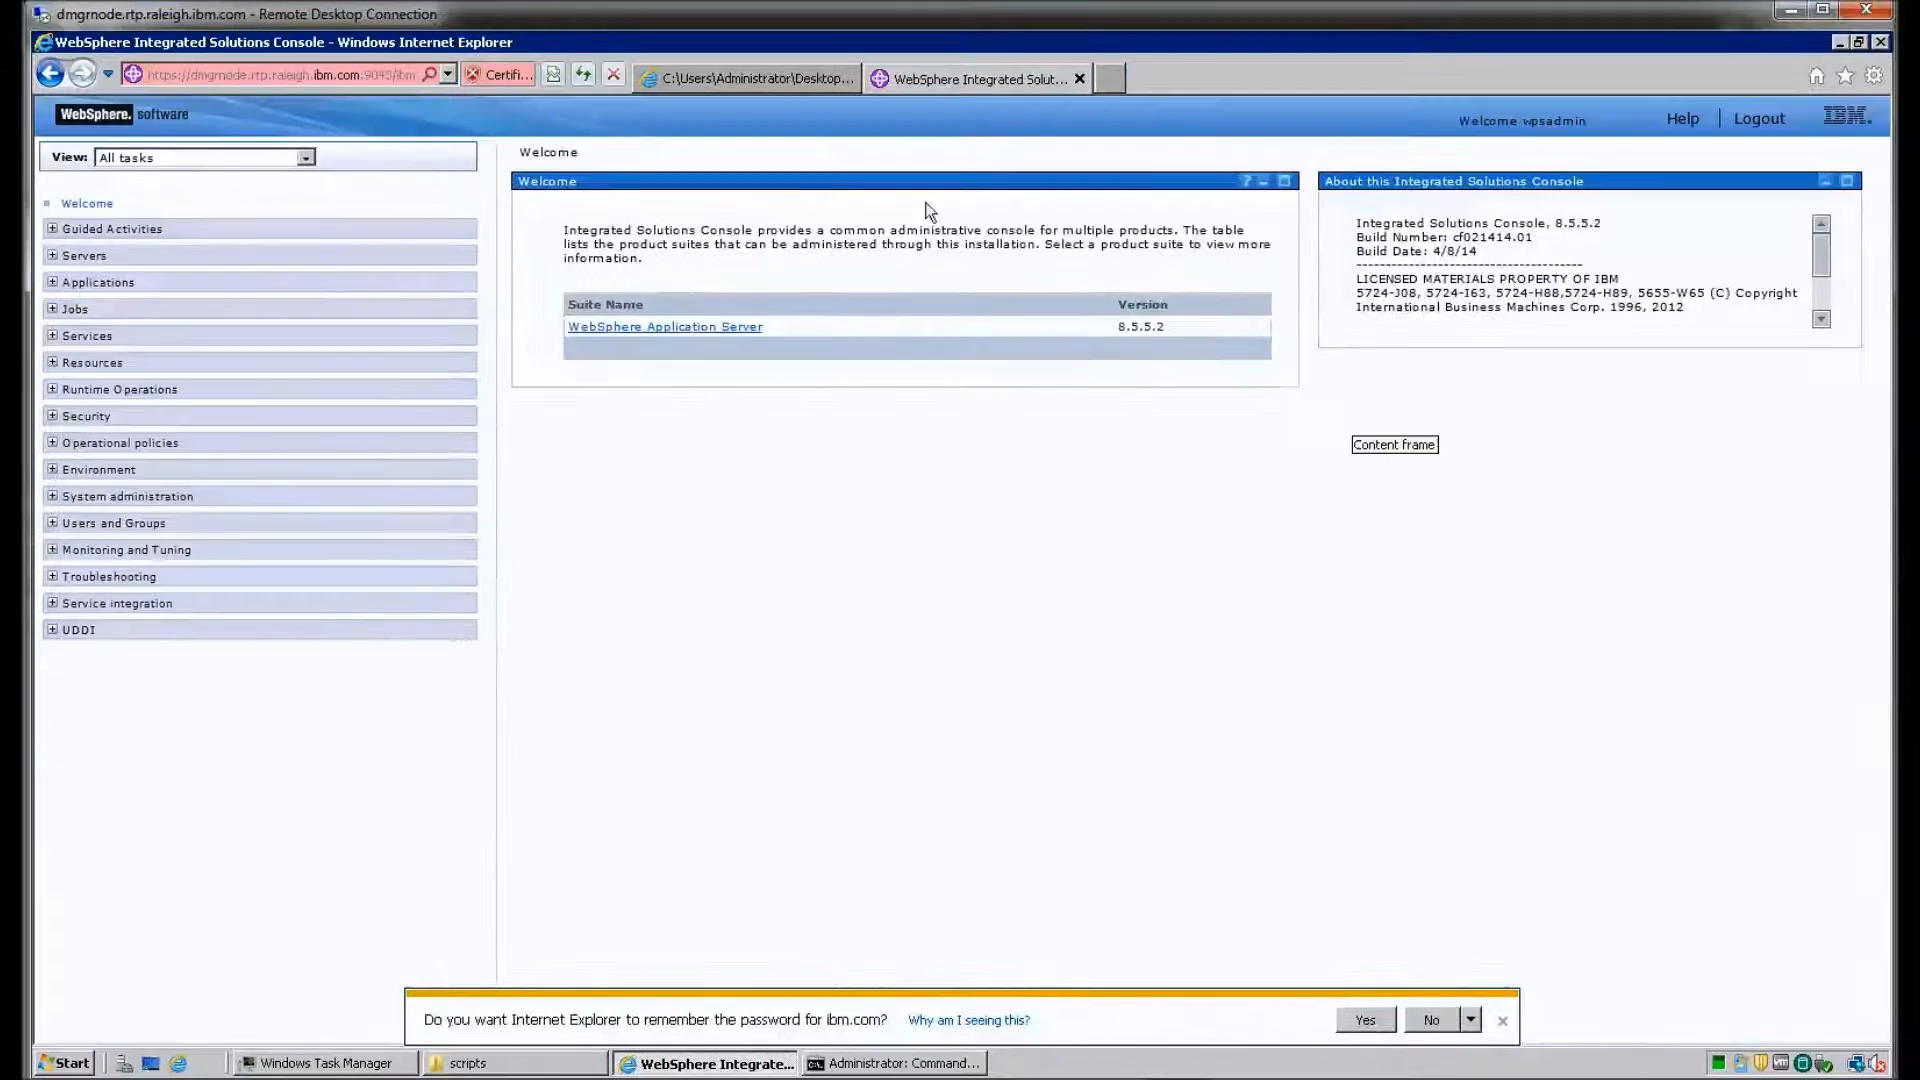 dmgrnode.rtp.raleigh.ibm.com - Remote Desktop Connection
WebSphere Integrated Solutions Console - Windows Internet Explorer
https://dmgrnode.rtp.raleigh.ibm.com:9043/ibm
Certifi...
C:\Users\Administrator\Desktop...
WebSphere Integrated Solut...
WebSphere. software
Welcome wpsadmin
Help
Logout
IBM.
View: All tasks
Welcome
Guided Activities
Servers
Applications
Jobs
Services
Resources
Runtime Operations
Security
Operational policies
Environment
System administration
Users and Groups
Monitoring and Tuning
Troubleshooting
Service integration
UDDI
Welcome
Welcome
?
Integrated Solutions Console provides a common administrative console for multiple products. The table
lists the product suites that can be administered through this installation. Select a product suite to view more
information.
Suite Name Version
WebSphere Application Server 8.5.5.2
About this Integrated Solutions Console
Integrated Solutions Console, 8.5.5.2
Build Number: cf021414.01
Build Date: 4/8/14
------------------------------------
LICENSED MATERIALS PROPERTY OF IBM
5724-J08, 5724-I63, 5724-H88,5724-H89, 5655-W65 (C) Copyright
International Business Machines Corp. 1996, 2012
Content frame
Do you want Internet Explorer to remember the password for ibm.com? Why am I seeing this?
Yes
No
Start
Windows Task Manager
scripts
WebSphere Integrate...
Administrator: Command...